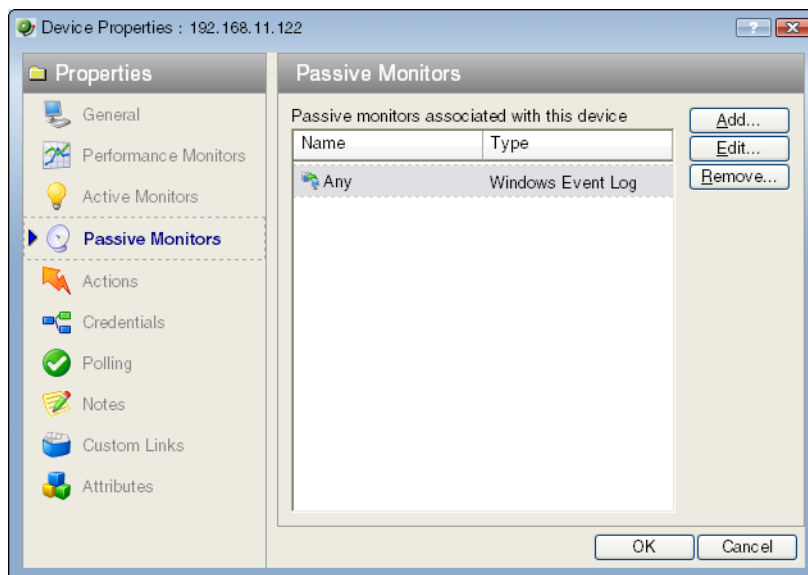 Device Properties : 192.168.11.122
?
Properties
General
Performance Monitors
Active Monitors
Passive Monitors
Actions
Credentials
Polling
Notes
Custom Links
Attributes
Passive Monitors
Passive monitors associated with this device
Name Type
Any Windows Event Log
Add...
Edit...
Remove...
OK Cancel